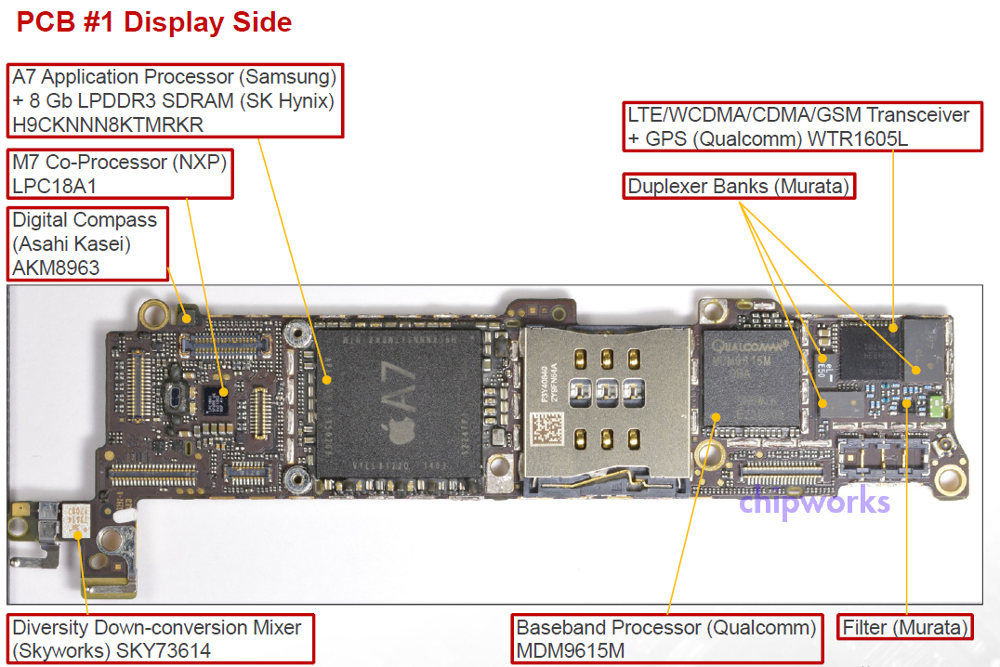 PCB #1 Display Side
A7 Application Processor (Samsung)
+ 8 Gb LPDDR3 SDRAM (SK Hynix)
H9CKNNN8KTMRKR
M7 Co-Processor (NXP)
LPC18A1
Digital Compass
(Asahi Kasei)
AKM8963
LTE/WCDMA/CDMA/GSM Transceiver
+ GPS (Qualcomm) WTR1605L
Duplexer Banks (Murata)
A7
QUALCOMM
MDM9615M
chipworks
Diversity Down-conversion Mixer
(Skyworks) SKY73614
Baseband Processor (Qualcomm)
MDM9615M
Filter (Murata)